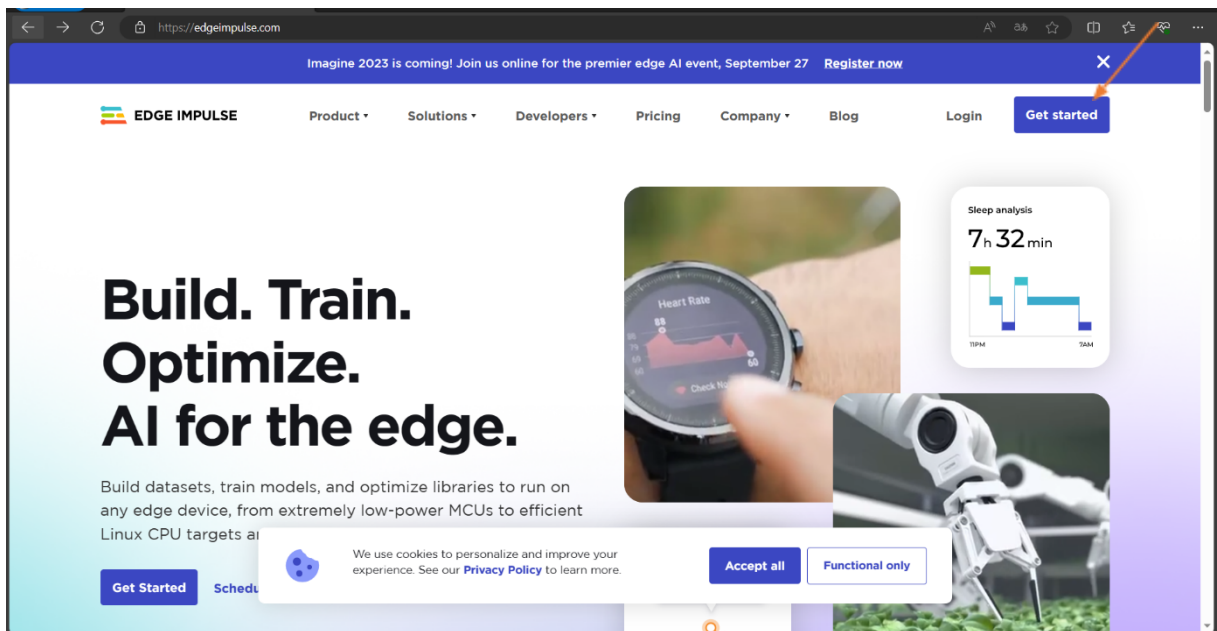 https://edgeimpulse.com
Imagine 2023 is coming! Join us online for the premier edge AI event, September 27 Register now
EDGE IMPULSE Product Solutions Developers Pricing Company Blog Login Get started
Sleep analysis
7h 32min
11PM 7AM
Heart Rate
88
60
Build. Train.
Optimize.
AI for the edge.
Build datasets, train models, and optimize libraries to run on
any edge device, from extremely low-power MCUs to efficient
Linux CPU targets
We use cookies to personalize and improve your
experience. See our Privacy Policy to learn more.
Accept all Functional only
Get Started